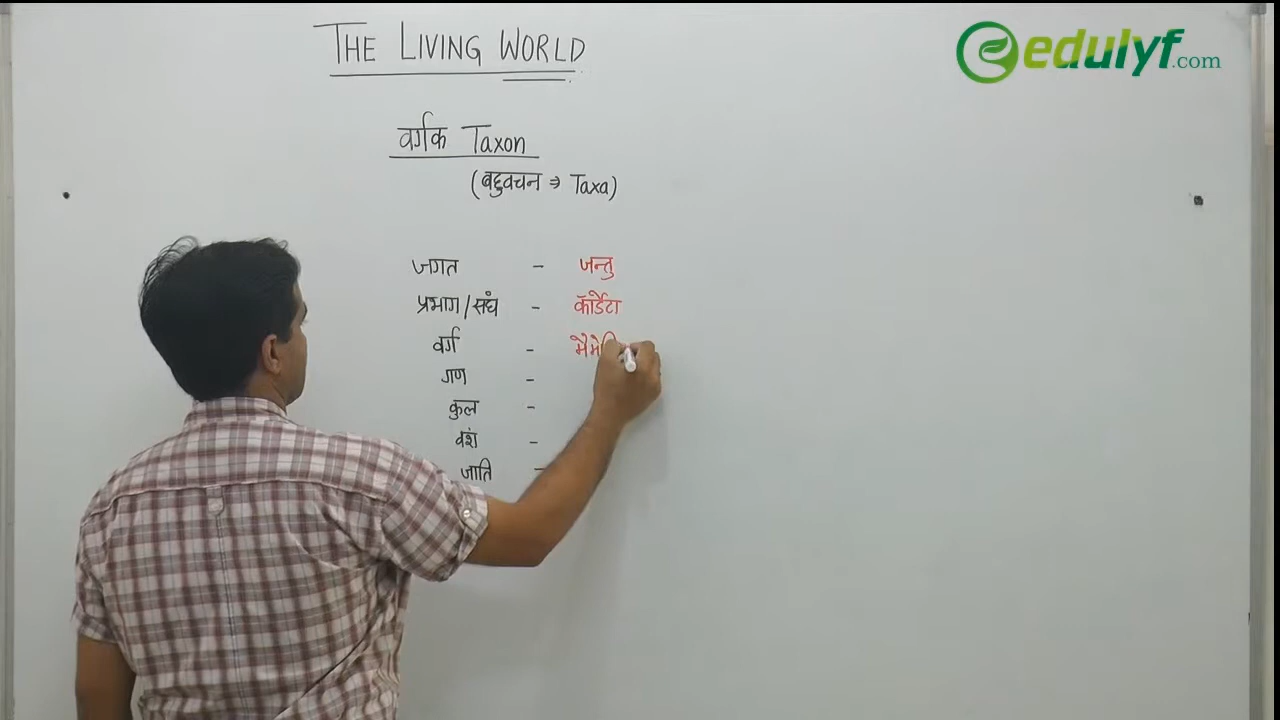 THE LIVING WORLD
edulyf.com
वर्गक Taxon
(बहुवचन ⇒ Taxa)
जगत - जन्तु
प्रभाग/संघ - कॉर्डेटा
वर्ग -
गण -
कुल -
वंश -
जाति -